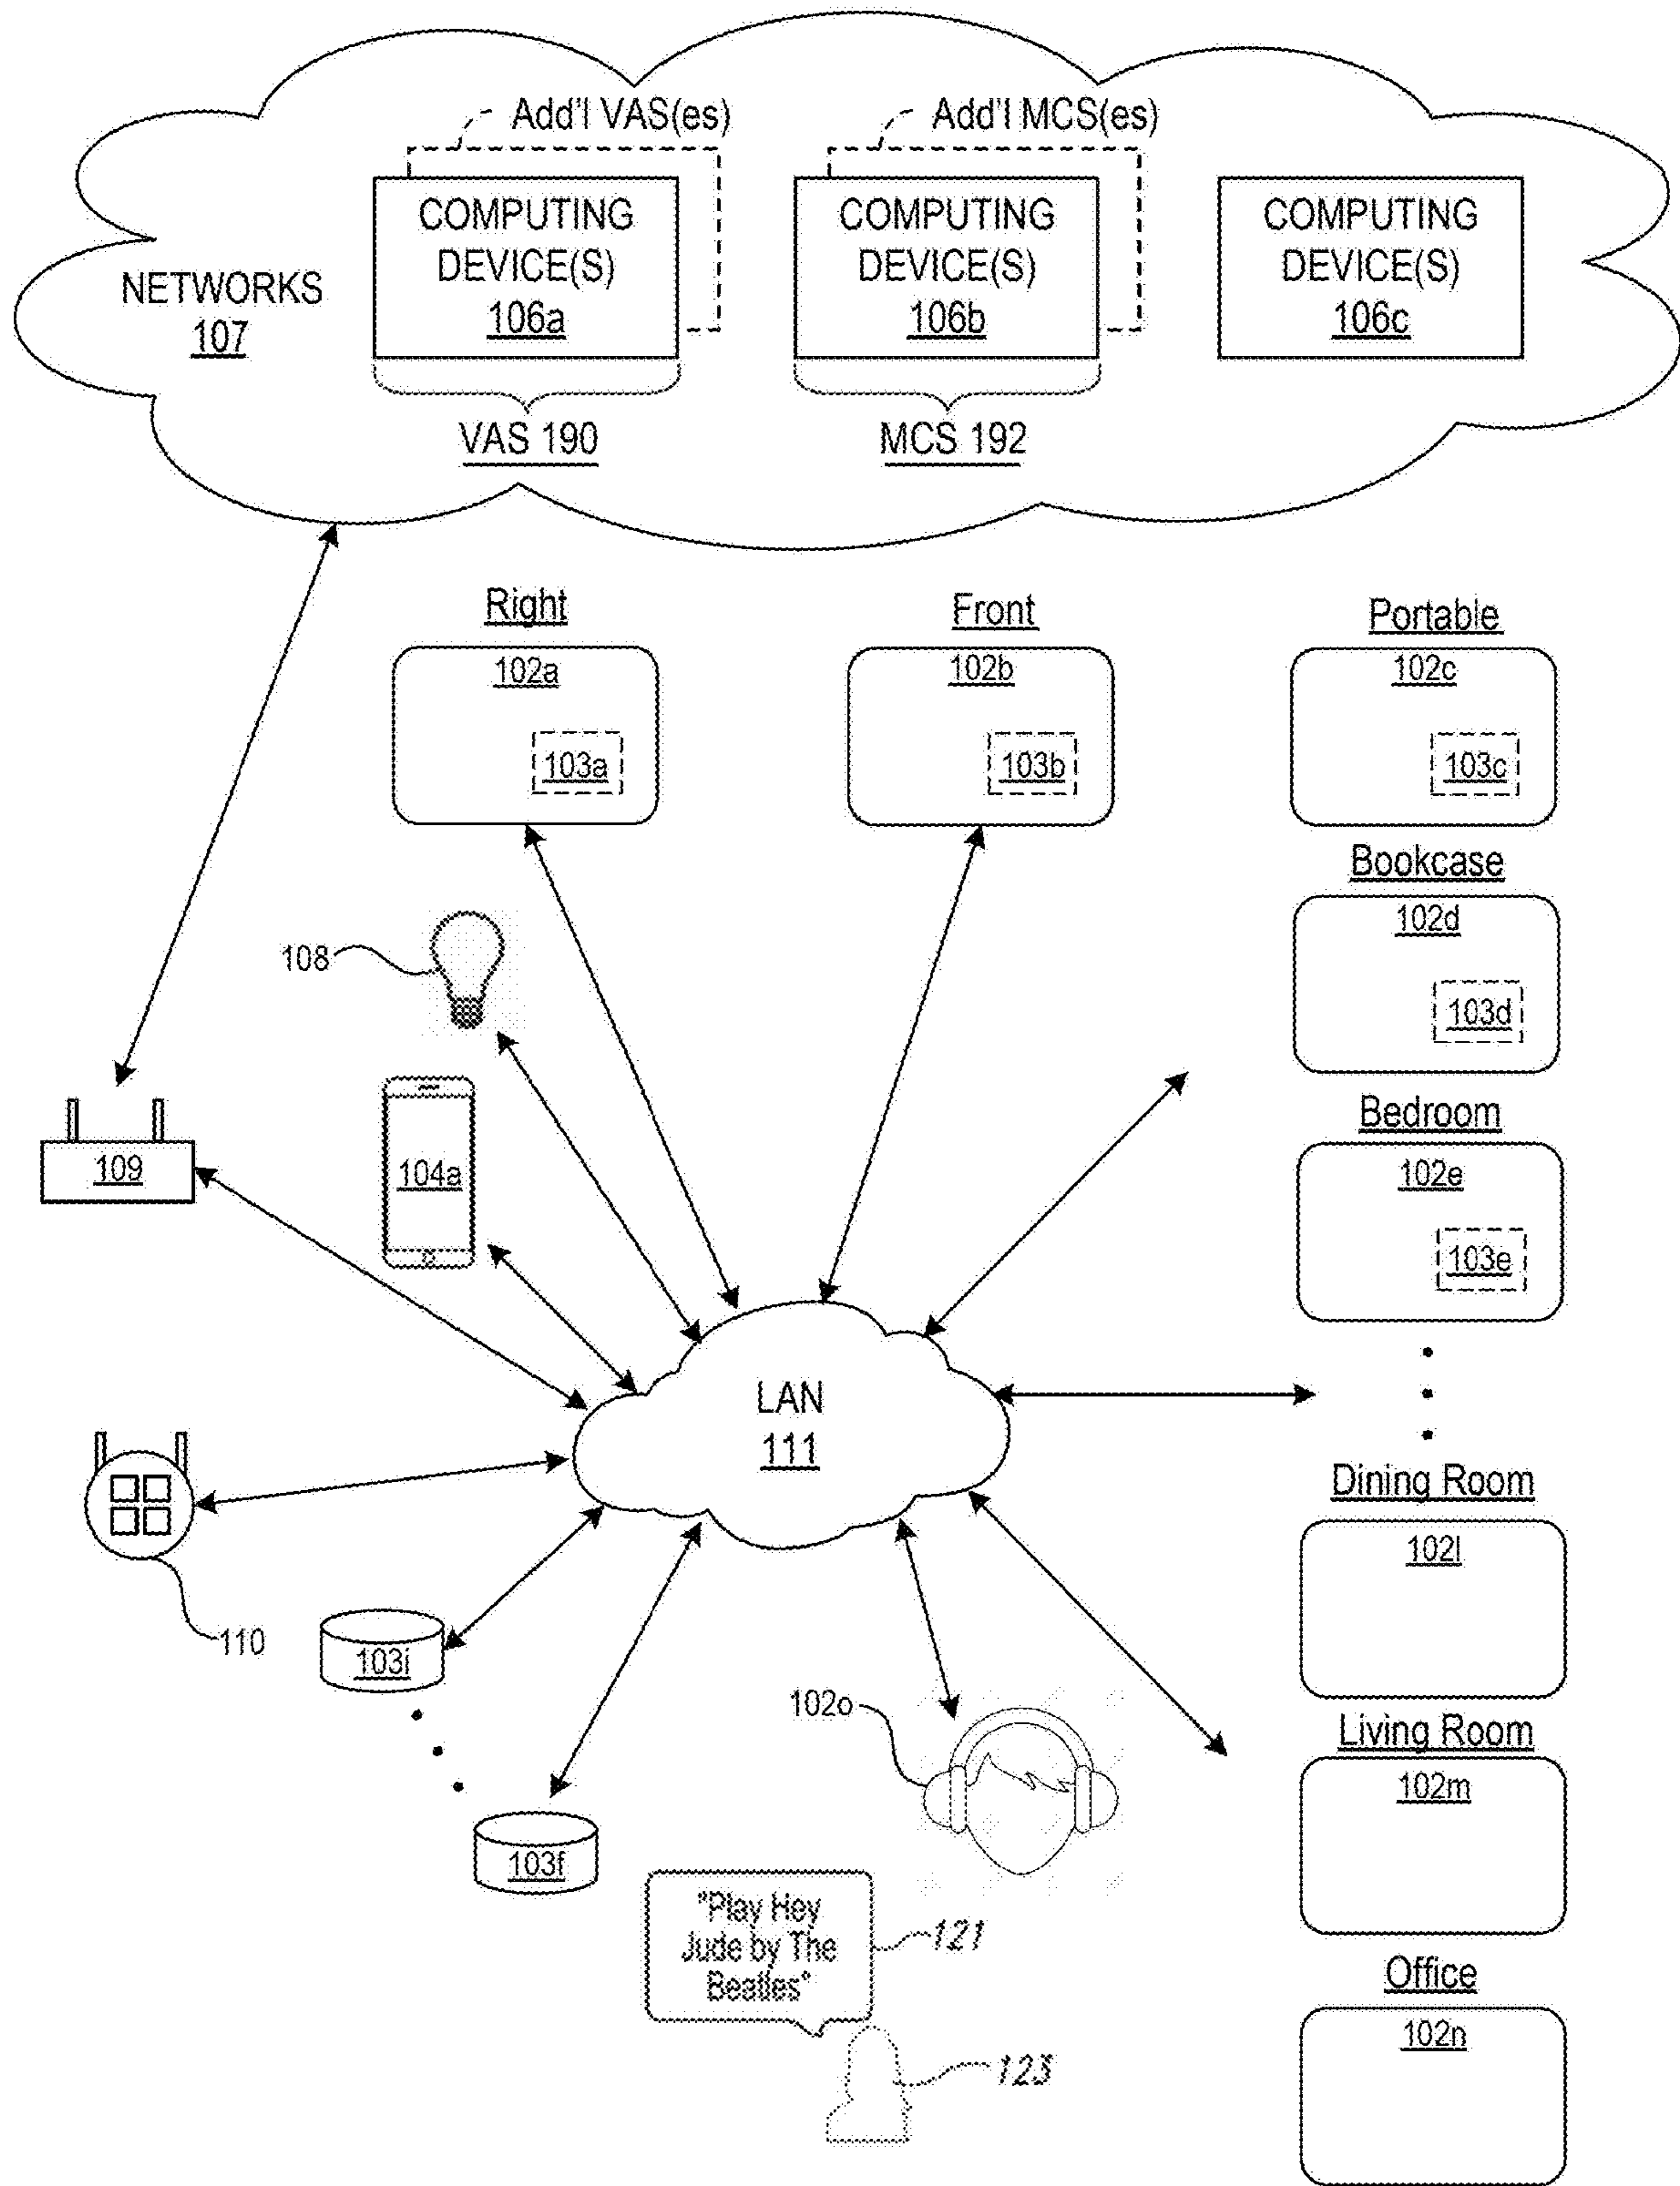 Add'l VAS(es)
Add'l MCS(es)
COMPUTING
DEVICE(S)
106a
COMPUTING
DEVICE(S)
106b
COMPUTING
DEVICE(S)
106c
NETWORKS
107
VAS 190
MCS 192
Right
102a
103a
Front
102b
103b
Portable
102c
103c
Bookcase
102d
103d
108
Bedroom
102e
103e
104a
109
LAN
111
Dining Room
102l
110
103i
102o
Living Room
102m
103f
"Play Hey
Jude by The
Beatles"
121
123
Office
102n